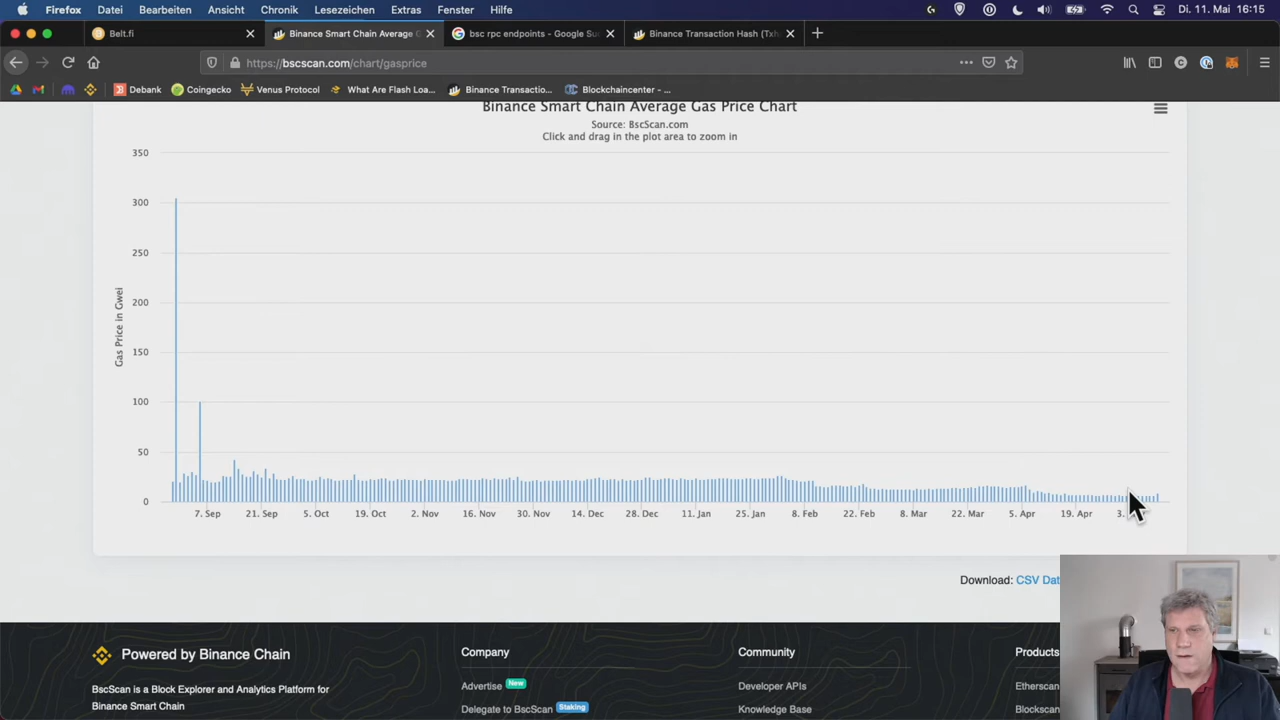 Firefox Datei Bearbeiten Ansicht Chronik Lesezeichen Extras Fenster Hilfe Di. 11. Mai 16:15
Belt.fi Binance Smart Chain Average G bsc rpc endpoints - Google Su Binance Transaction Hash (Txh
https://bscscan.com/chart/gasprice
Debank Coingecko Venus Protocol What Are Flash Loa... Binance Transactio... Blockchaincenter - ...
Binance Smart Chain Average Gas Price Chart
Source: BscScan.com
Click and drag in the plot area to zoom in
350
300
250
200
150
100
50
0
Gas Price in Gwei
7. Sep 21. Sep 5. Oct 19. Oct 2. Nov 16. Nov 30. Nov 14. Dec 28. Dec 11. Jan 25. Jan 8. Feb 22. Feb 8. Mar 22. Mar 5. Apr 19. Apr 3.
Download: CSV Dat
Powered by Binance Chain
BscScan is a Block Explorer and Analytics Platform for
Binance Smart Chain
Company
Advertise New
Delegate to BscScan Staking
Community
Developer APIs
Knowledge Base
Products
Etherscan
Blockscan